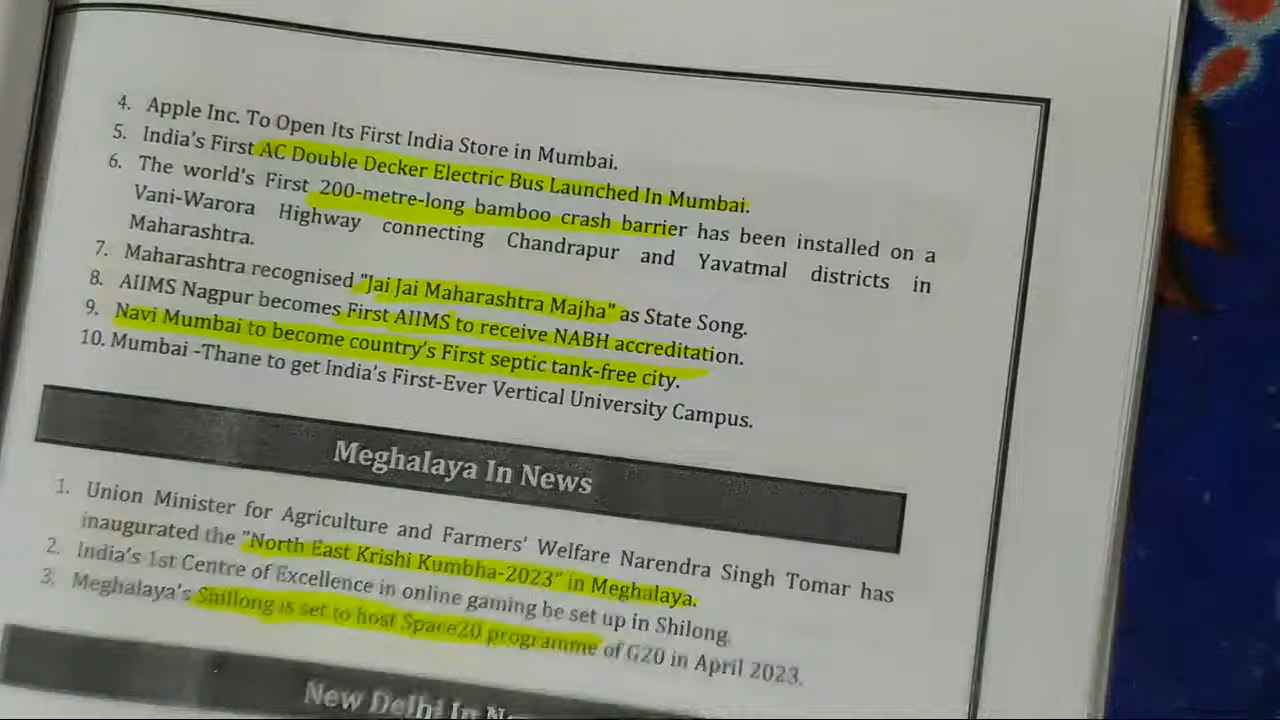 4. Apple Inc. To Open Its First India Store in Mumbai.
5. India's First AC Double Decker Electric Bus Launched In Mumbai.
6. The world's First 200-metre-long bamboo crash barrier has been installed on a
Vani-Warora Highway connecting Chandrapur and Yavatmal districts in
Maharashtra.
7. Maharashtra recognised "Jai Jai Maharashtra Majha" as State Song.
8. AIIMS Nagpur becomes First AIIMS to receive NABH accreditation.
9. Navi Mumbai to become country's First septic tank-free city.
10. Mumbai -Thane to get India's First-Ever Vertical University Campus.
Meghalaya In News
1. Union Minister for Agriculture and Farmers' Welfare Narendra Singh Tomar has
inaugurated the "North East Krishi Kumbha-2023" in Meghalaya.
2. India's 1st Centre of Excellence in online gaming be set up in Shilong.
3. Meghalaya's Shillong is set to host Space20 programme of G20 in April 2023.
New Delhi In